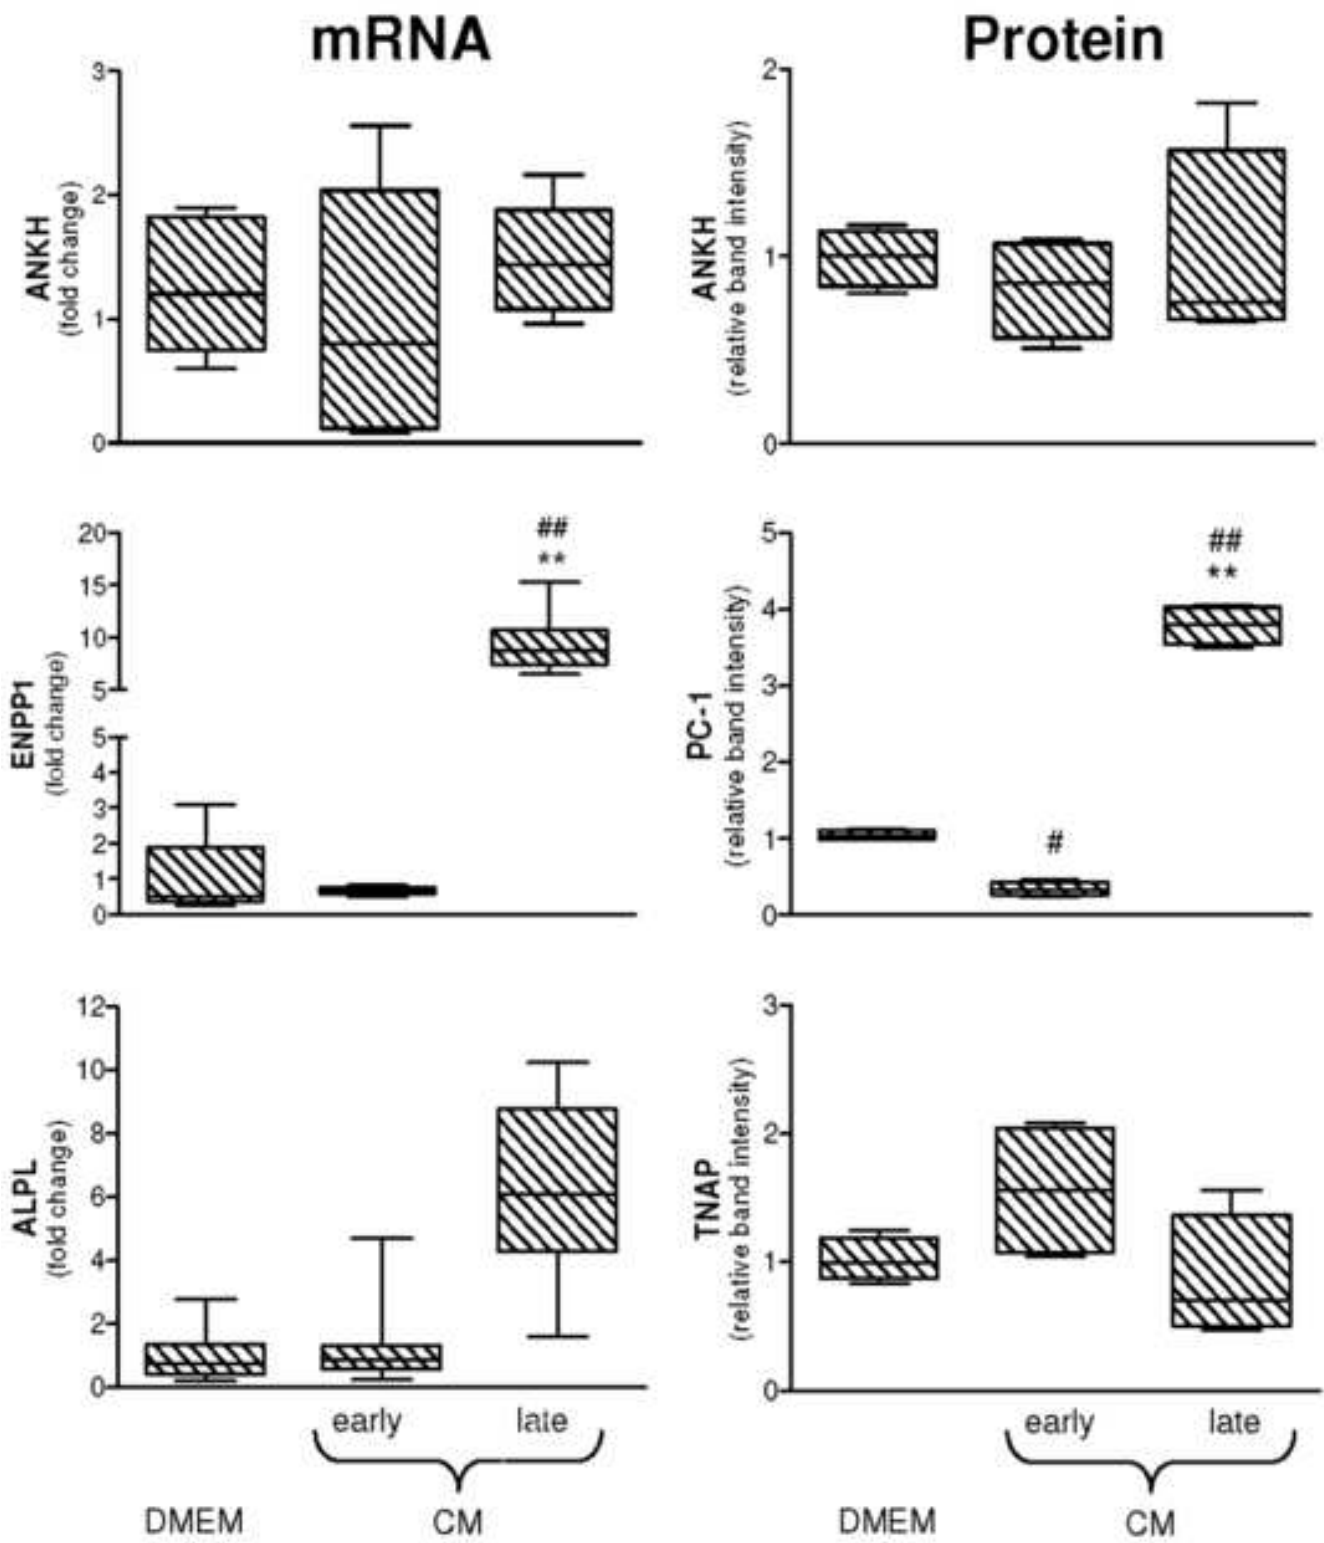 mRNA
Protein
ANKH
(fold change)
3
2
1
0
ANKH
(relative band intensity)
2
1
0
ENPP1
(fold change)
20
15
10
5
5
4
3
2
1
0
##
**
PC-1
(relative band intensity)
5
4
3
2
1
0
#
##
**
ALPL
(fold change)
12
10
8
6
4
2
0
TNAP
(relative band intensity)
3
2
1
0
early late
DMEM CM
early late
DMEM CM